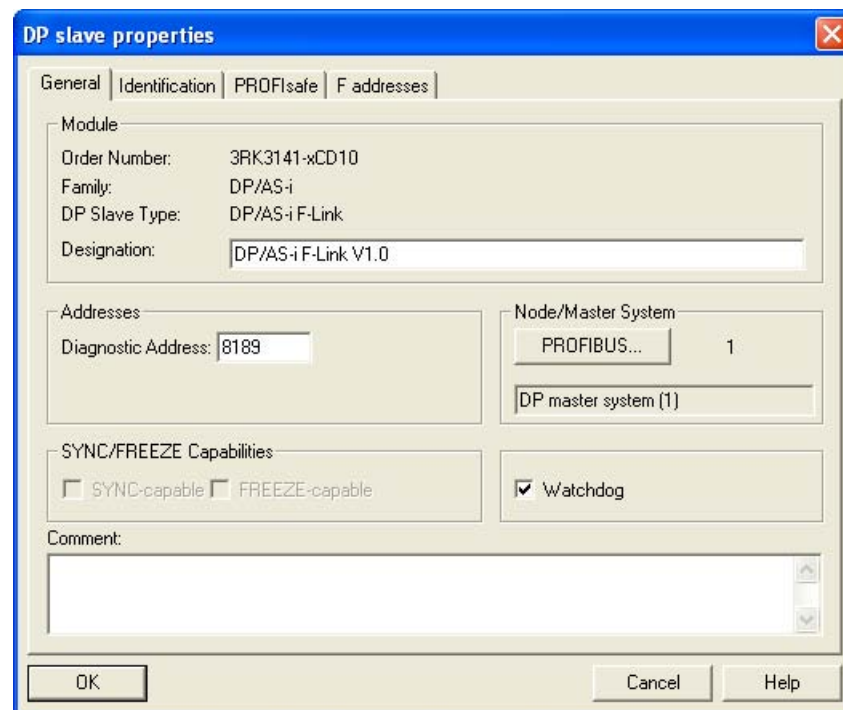 DP slave properties
General Identification PROFIsafe F addresses
Module
Order Number: 3RK3141-xCD10
Family: DP/AS-i
DP Slave Type: DP/AS-i F-Link
Designation: DP/AS-i F-Link V1.0
Addresses
Diagnostic Address: 8189
Node/Master System
PROFIBUS... 1
DP master system (1)
SYNC/FREEZE Capabilities
SYNC-capable FREEZE-capable
Watchdog
Comment:
OK Cancel Help